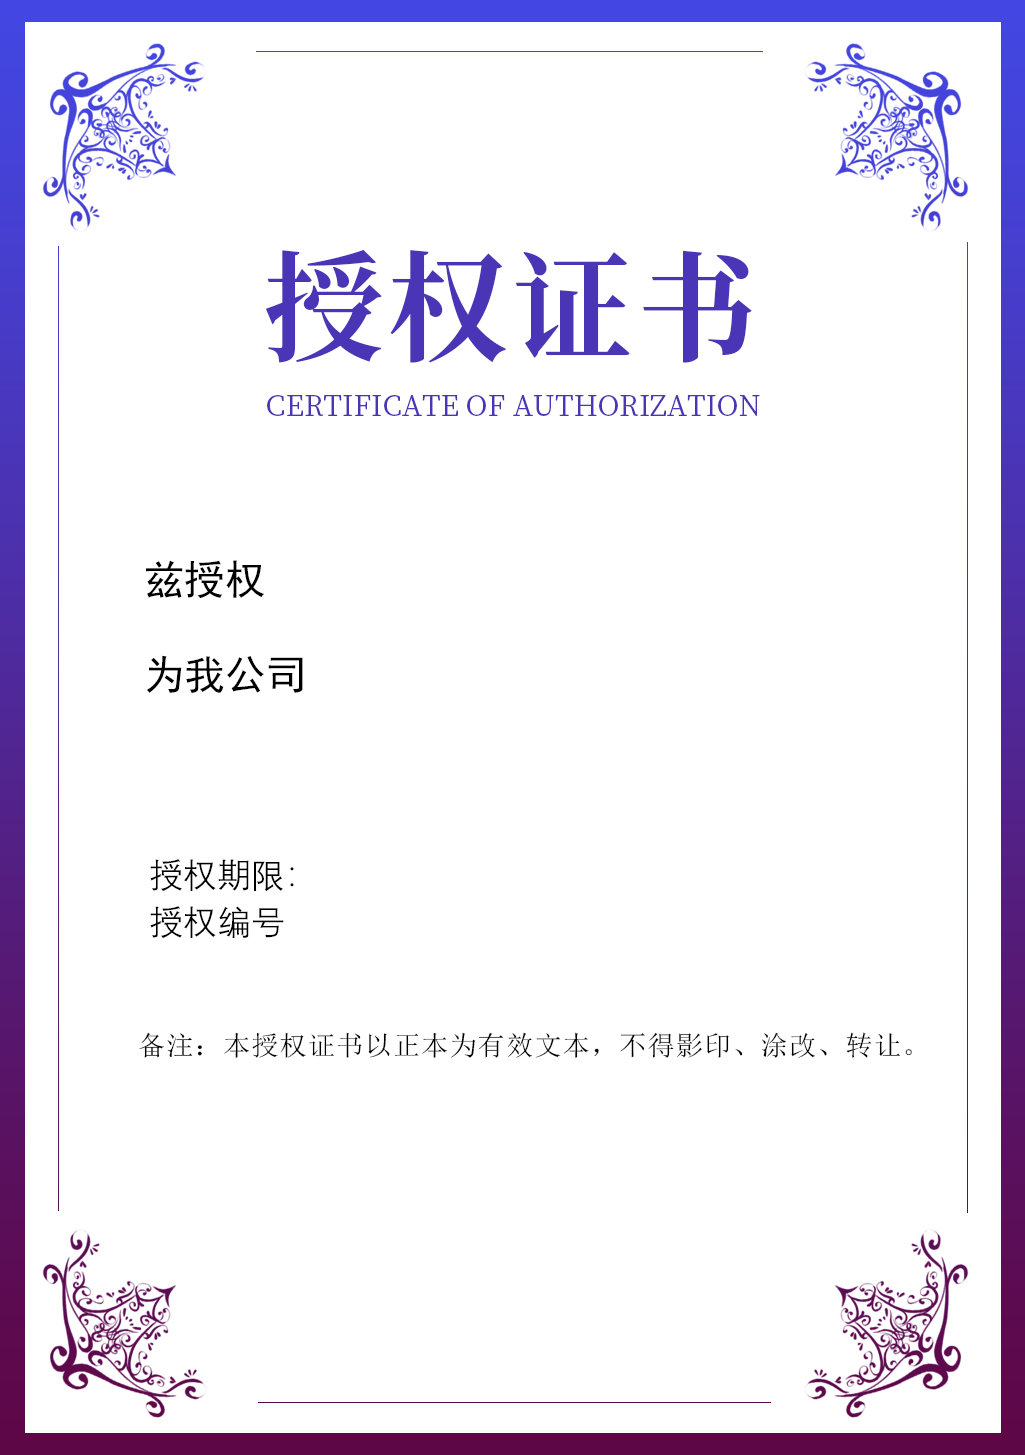 授权证书
CERTIFICATE OF AUTHORIZATION
兹授权
为我公司
授权期限：
授权编号
备注：本授权证书以正本为有效文本，不得影印、涂改、转让。